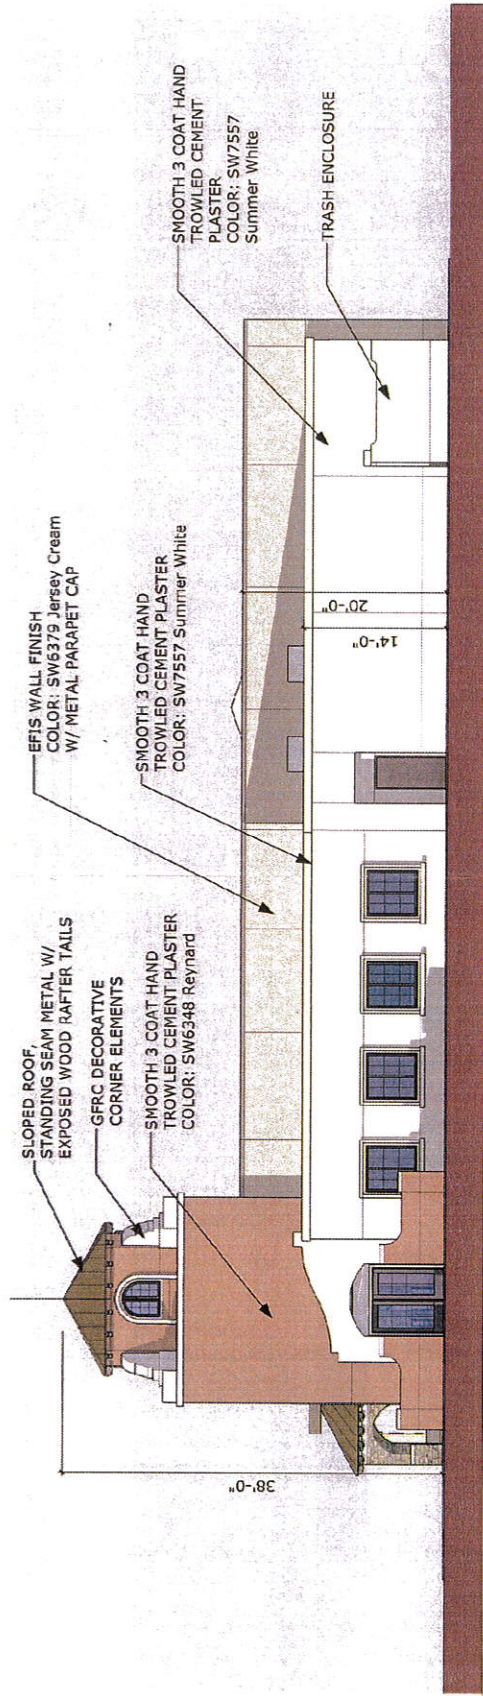 SLOPED ROOF,
STANDING SEAM METAL W/
EXPOSED WOOD RAFTER TAILS
GFRC DECORATIVE
CORNER ELEMENTS
SMOOTH 3 COAT HAND
TROWLED CEMENT PLASTER
COLOR: SW6348 Reynard
EFIS WALL FINISH
COLOR: SW6379 Jersey Cream
W/ METAL PARAPET CAP
SMOOTH 3 COAT HAND
TROWLED CEMENT PLASTER
COLOR: SW7557 Summer White
SMOOTH 3 COAT HAND
TROWLED CEMENT
PLASTER
COLOR: SW7557
Summer White
TRASH ENCLOSURE
38'-0"
20'-0"
14'-0"